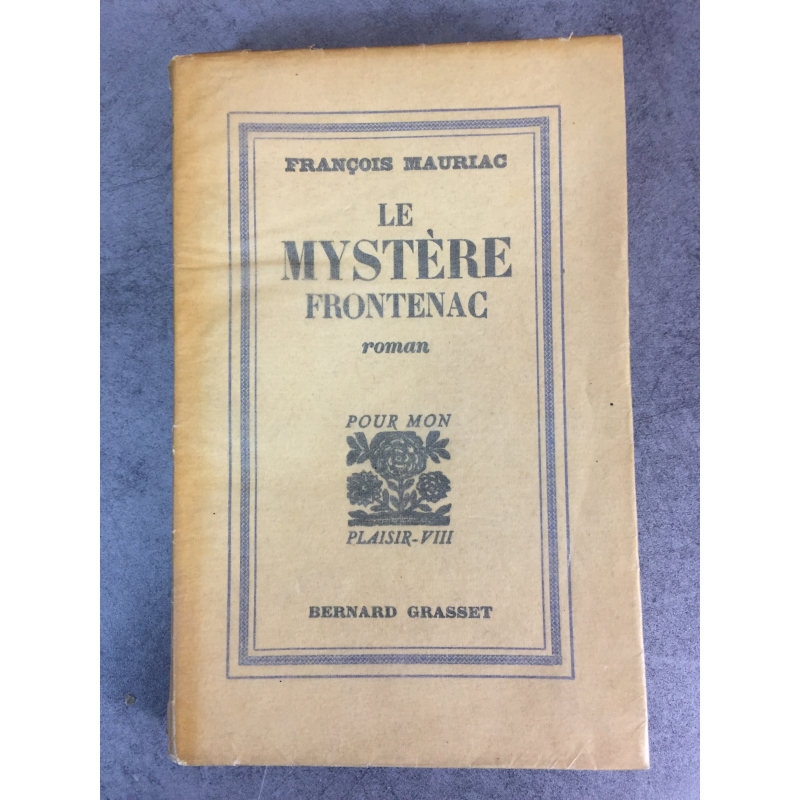 FRANÇOIS MAURIAC
LE
MYSTÈRE
FRONTENAC
roman
POUR MON
PLAISIR-VIII
BERNARD GRASSET